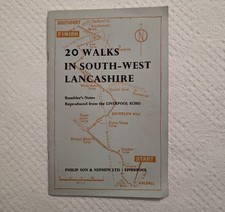 SOUTHPORT
FINISH
20 WALKS
IN SOUTH-WEST
LANCASHIRE
Rambler's Notes
Reproduced from the LIVERPOOL ECHO
START
PHILIP SON & NEPHEW LTD · LIVERPOOL